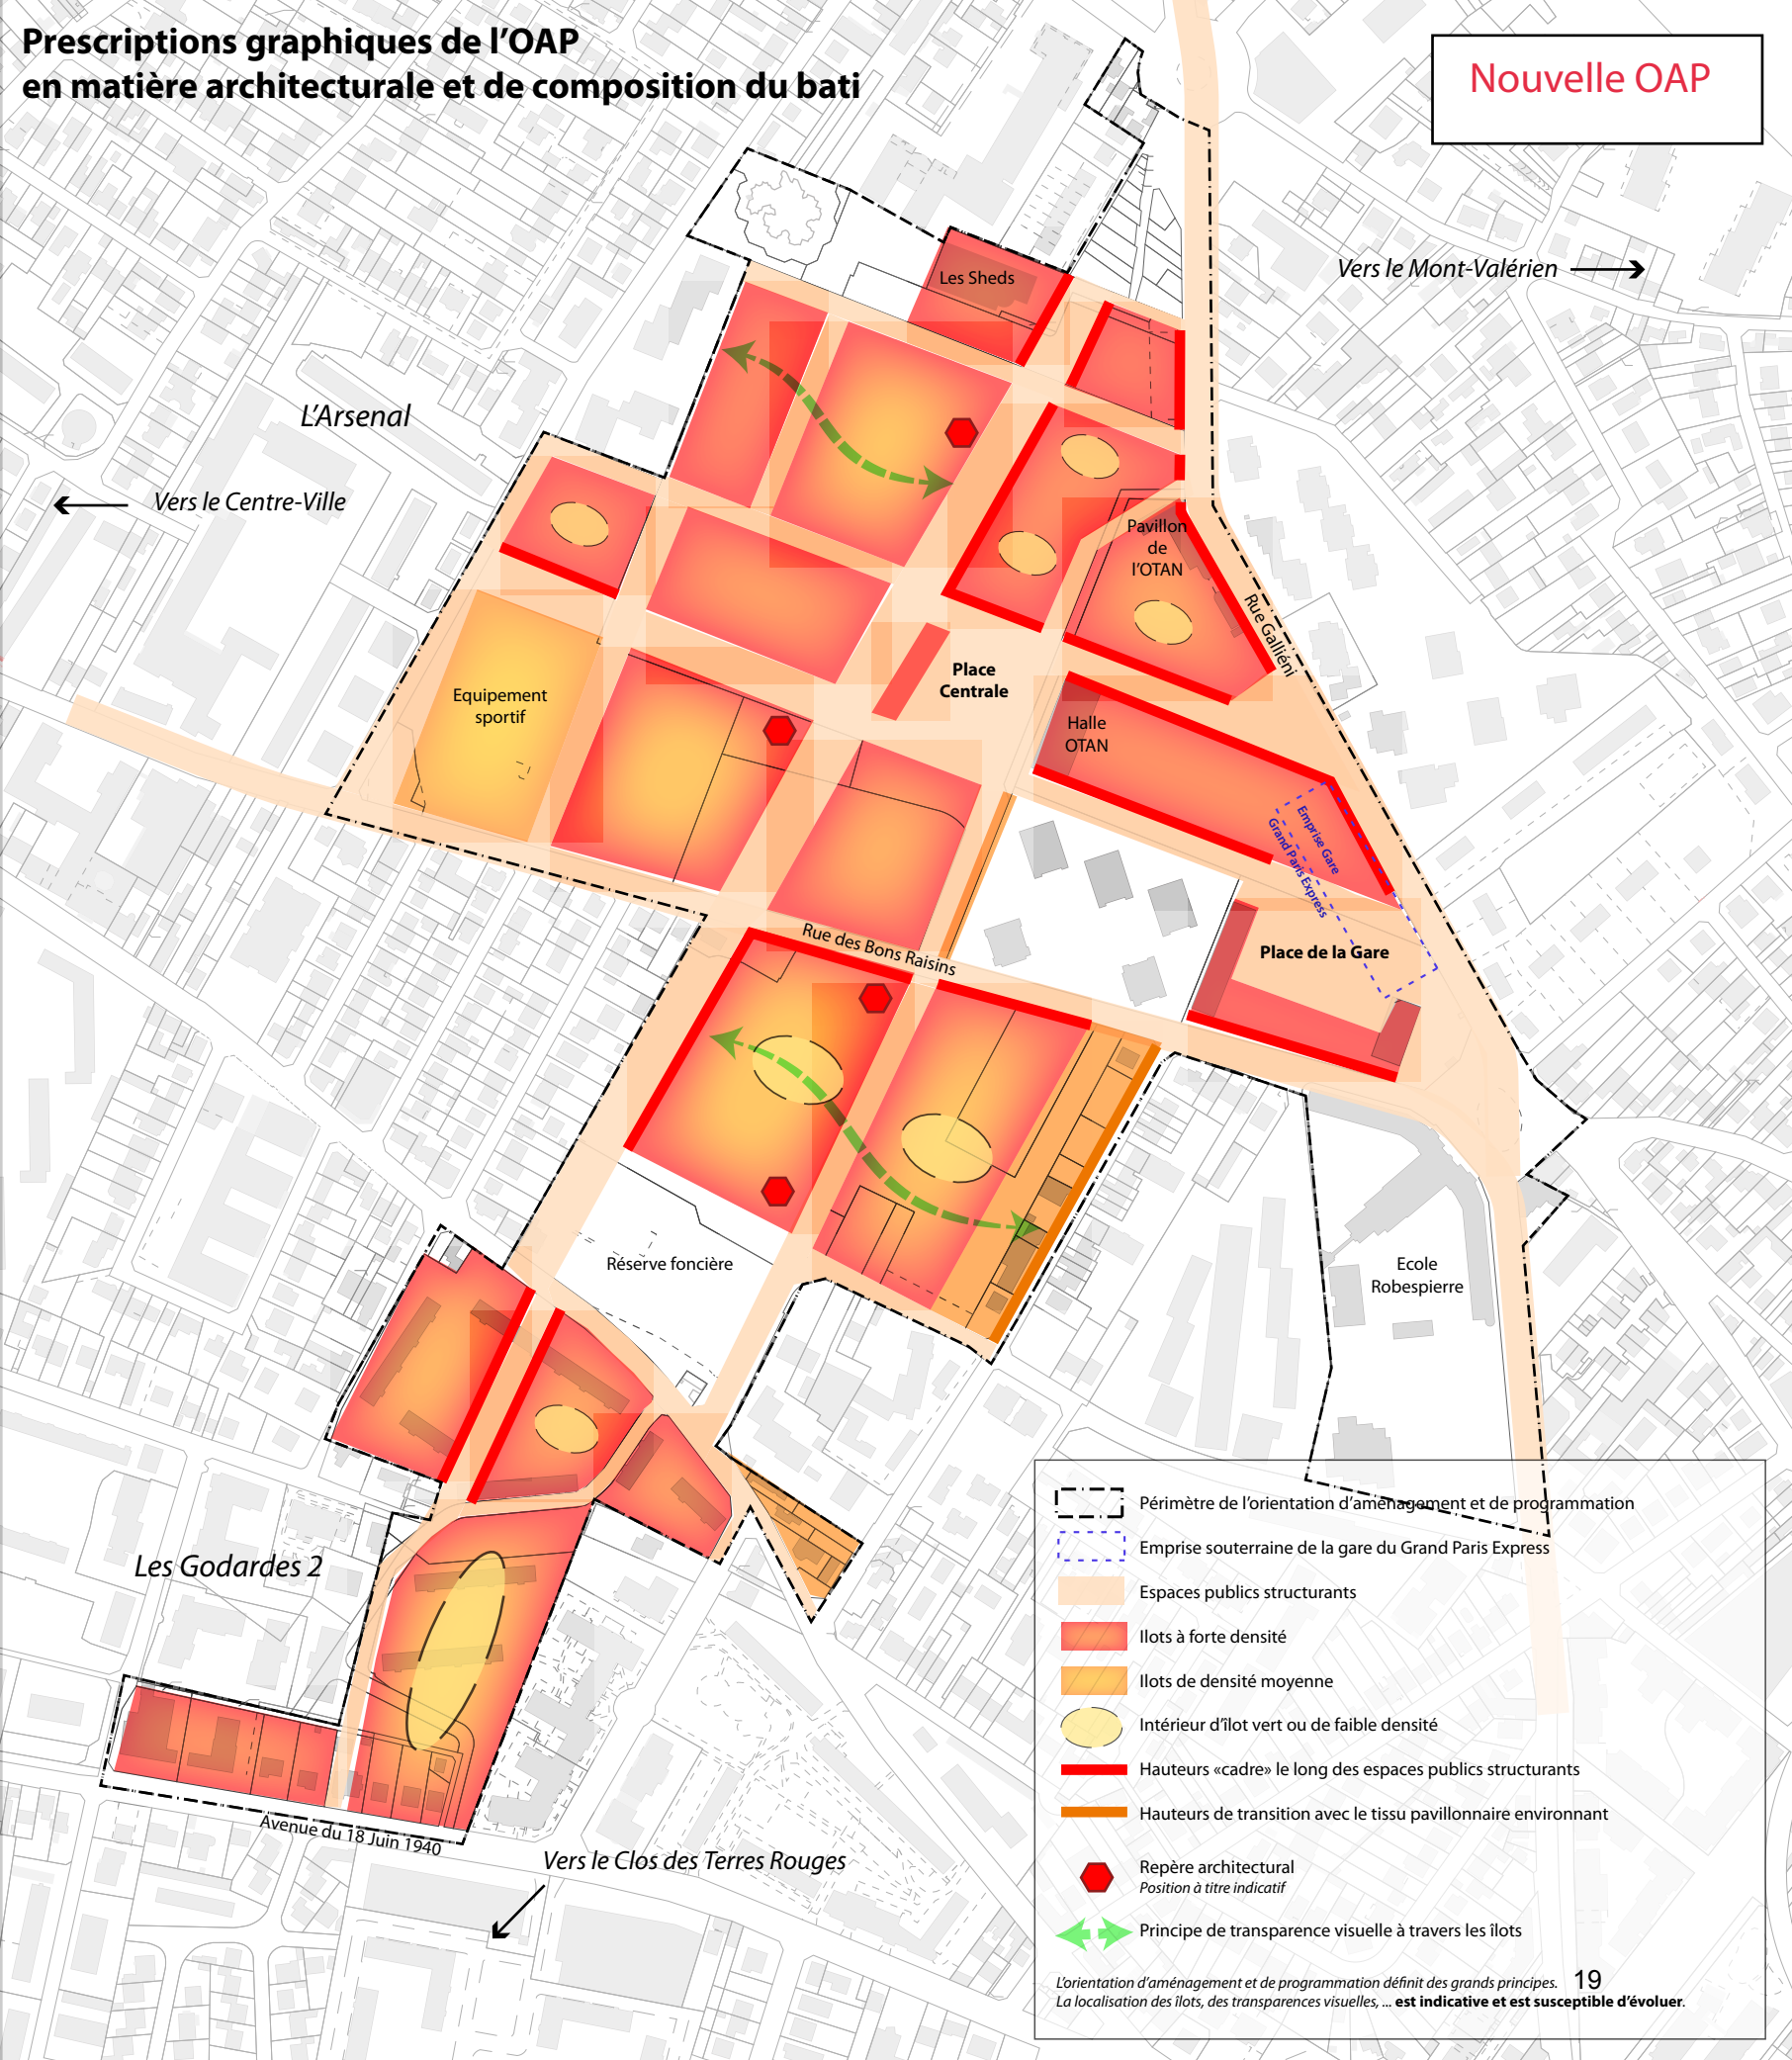 Prescriptions graphiques de l’OAP
en matière architecturale et de composition du bati
Nouvelle OAP
Vers le Mont-Valérien
Les Sheds
L’Arsenal
Vers le Centre-Ville
Pavillon
de
l’OTAN
Rue Galliéni
Place
Centrale
Equipement
sportif
Halle
OTAN
Emprise Gare
Grand Paris Express
Rue des Bons Raisins
Place de la Gare
Réserve foncière
Ecole
Robespierre
Les Godardes 2
Avenue du 18 Juin 1940
Vers le Clos des Terres Rouges
Périmètre de l’orientation d’aménagement et de programmation
Emprise souterraine de la gare du Grand Paris Express
Espaces publics structurants
Ilots à forte densité
Ilots de densité moyenne
Intérieur d’îlot vert ou de faible densité
Hauteurs «cadre» le long des espaces publics structurants
Hauteurs de transition avec le tissu pavillonnaire environnant
Repère architectural
Position à titre indicatif
Principe de transparence visuelle à travers les îlots
L’orientation d’aménagement et de programmation définit des grands principes. 19
La localisation des îlots, des transparences visuelles, ... est indicative et est susceptible d’évoluer.